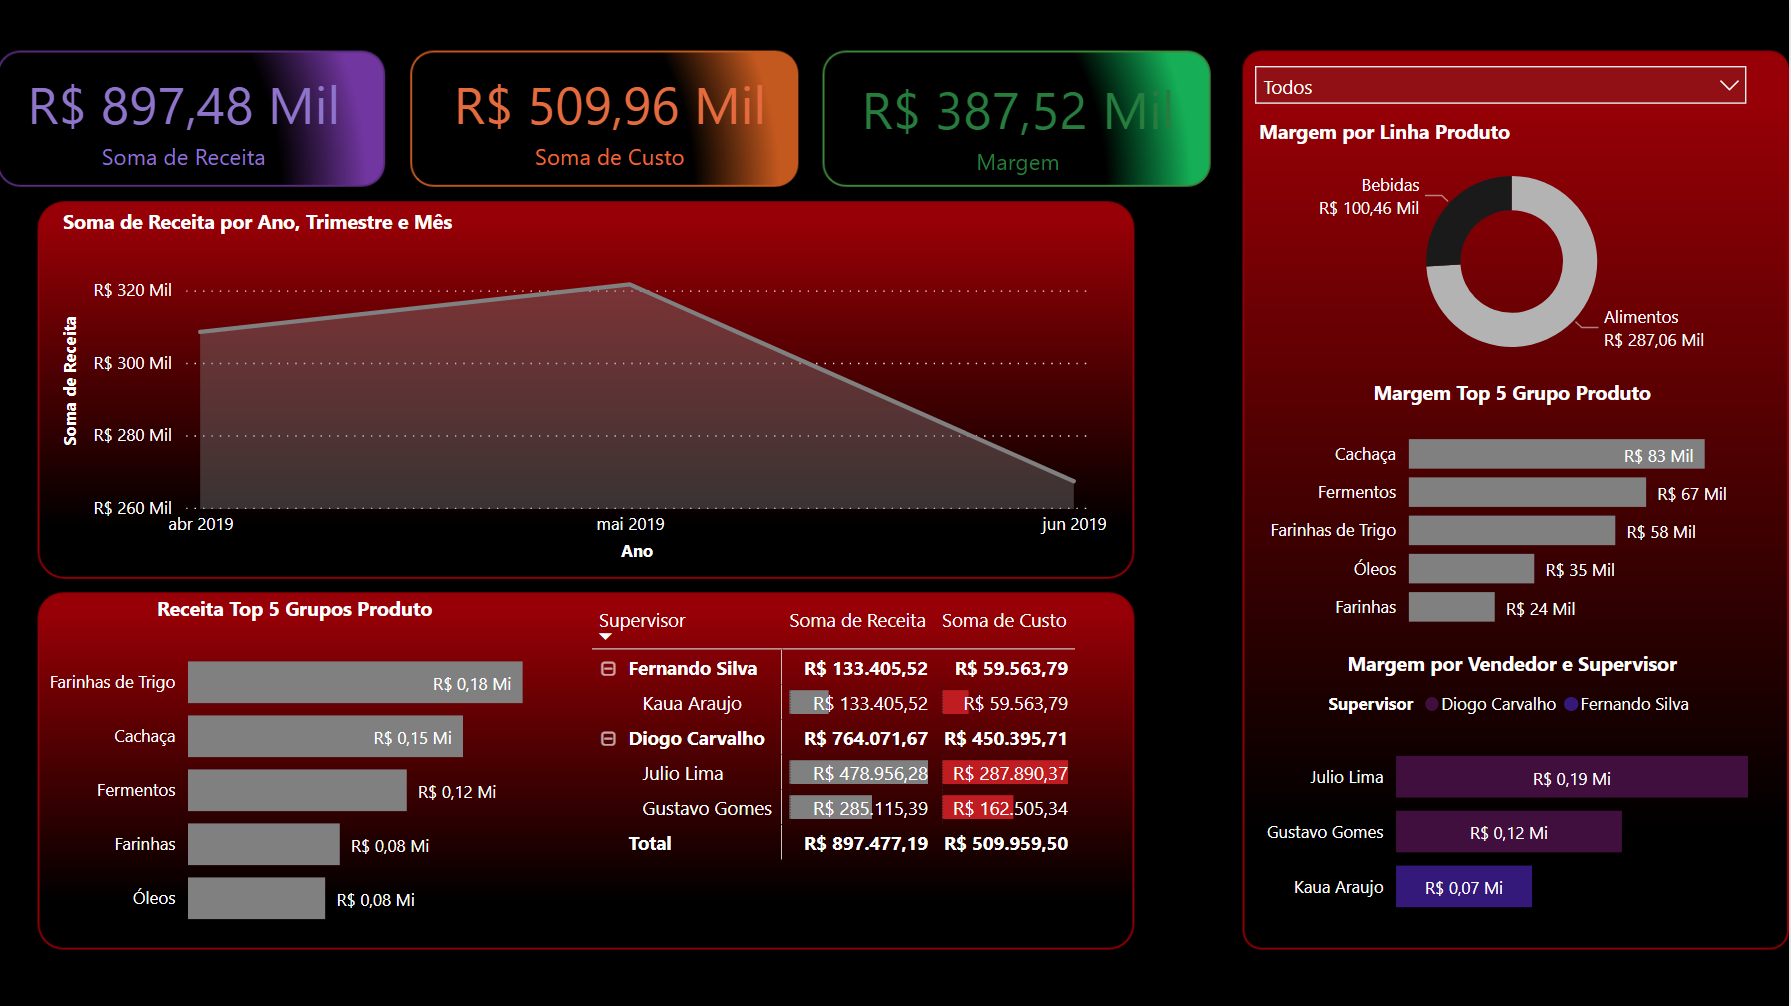 R$ 897,48 Mil
Soma de Receita
R$ 509,96 Mil
Soma de Custo
R$ 387,52 Mil
Margem
Soma de Receita por Ano, Trimestre e Mês
Soma de Receita
R$ 320 Mil
R$ 300 Mil
R$ 280 Mil
R$ 260 Mil
abr 2019 mai 2019 jun 2019
Ano
Receita Top 5 Grupos Produto
Farinhas de Trigo R$ 0,18 Mi
Cachaça R$ 0,15 Mi
Fermentos R$ 0,12 Mi
Farinhas R$ 0,08 Mi
Óleos R$ 0,08 Mi
Supervisor Soma de Receita Soma de Custo
Fernando Silva R$ 133.405,52 R$ 59.563,79
Kaua Araujo R$ 133.405,52 R$ 59.563,79
Diogo Carvalho R$ 764.071,67 R$ 450.395,71
Julio Lima R$ 478.956,28 R$ 287.890,37
Gustavo Gomes R$ 285.115,39 R$ 162.505,34
Total R$ 897.477,19 R$ 509.959,50
Todos
Margem por Linha Produto
Bebidas
R$ 100,46 Mil
Alimentos
R$ 287,06 Mil
Margem Top 5 Grupo Produto
Cachaça R$ 83 Mil
Fermentos R$ 67 Mil
Farinhas de Trigo R$ 58 Mil
Óleos R$ 35 Mil
Farinhas R$ 24 Mil
Margem por Vendedor e Supervisor
Supervisor Diogo Carvalho Fernando Silva
Julio Lima R$ 0,19 Mi
Gustavo Gomes R$ 0,12 Mi
Kaua Araujo R$ 0,07 Mi